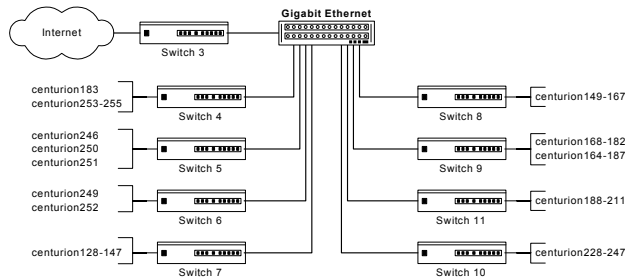 Gigabit Ethernet
Internet
Switch 3
centurion183
centurion253-255
Switch 4
centurion246
centurion250
centurion251
Switch 5
centurion249
centurion252
Switch 6
centurion128-147
Switch 7
centurion149-167
Switch 8
centurion168-182
centurion164-187
Switch 9
centurion188-211
Switch 11
centurion228-247
Switch 10